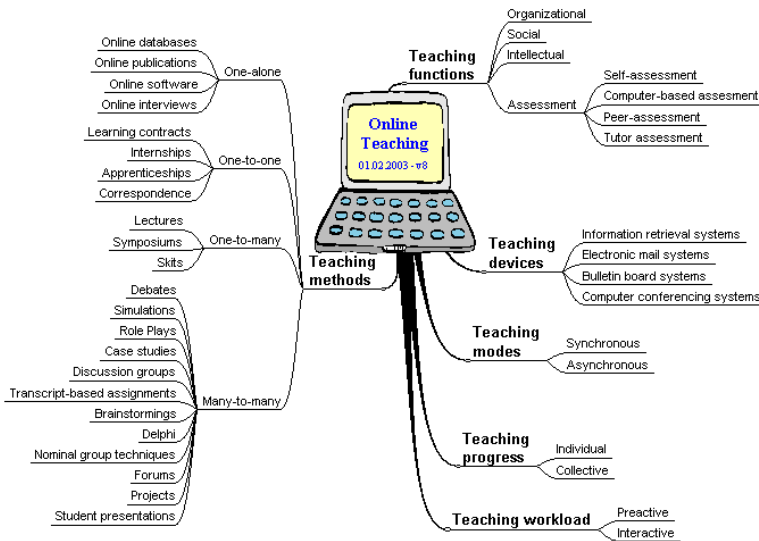 Online
Teaching
01.02.2003 - v8
Teaching
functions
Organizational
Social
Intellectual
Assessment
Self-assessment
Computer-based assesment
Peer-assessment
Tutor assessment
Teaching
devices
Information retrieval systems
Electronic mail systems
Bulletin board systems
Computer conferencing systems
Teaching
modes
Synchronous
Asynchronous
Teaching
progress
Individual
Collective
Teaching workload
Preactive
Interactive
Teaching
methods
One-alone
Online databases
Online publications
Online software
Online interviews
One-to-one
Learning contracts
Internships
Apprenticeships
Correspondence
One-to-many
Lectures
Symposiums
Skits
Many-to-many
Debates
Simulations
Role Plays
Case studies
Discussion groups
Transcript-based assignments
Brainstormings
Delphi
Nominal group techniques
Forums
Projects
Student presentations